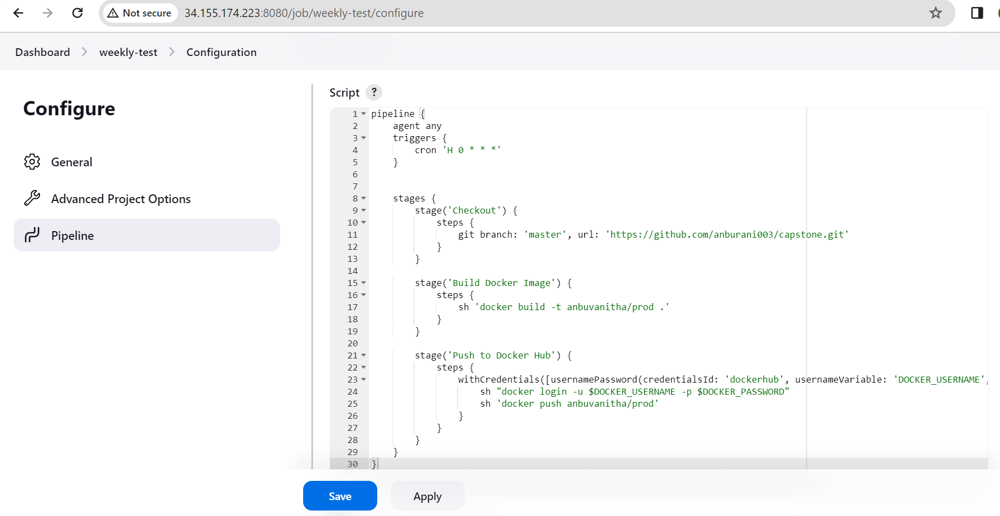 Not secure 34.155.174.223:8080/job/weekly-test/configure
Dashboard > weekly-test > Configuration
Configure
General
Advanced Project Options
Pipeline
Script ?
1 pipeline {
2     agent any
3     triggers {
4         cron 'H 0 * * *'
5     }
6
7
8     stages {
9         stage('Checkout') {
10             steps {
11                 git branch: 'master', url: 'https://github.com/anburani003/capstone.git'
12             }
13         }
14
15         stage('Build Docker Image') {
16             steps {
17                 sh 'docker build -t anbuvanitha/prod .'
18             }
19         }
20
21         stage('Push to Docker Hub') {
22             steps {
23                 withCredentials([usernamePassword(credentialsId: 'dockerhub', usernameVariable: 'DOCKER_USERNAME',
24                     sh "docker login -u $DOCKER_USERNAME -p $DOCKER_PASSWORD"
25                     sh 'docker push anbuvanitha/prod'
26                 }
27             }
28         }
29     }
30 }
Save Apply